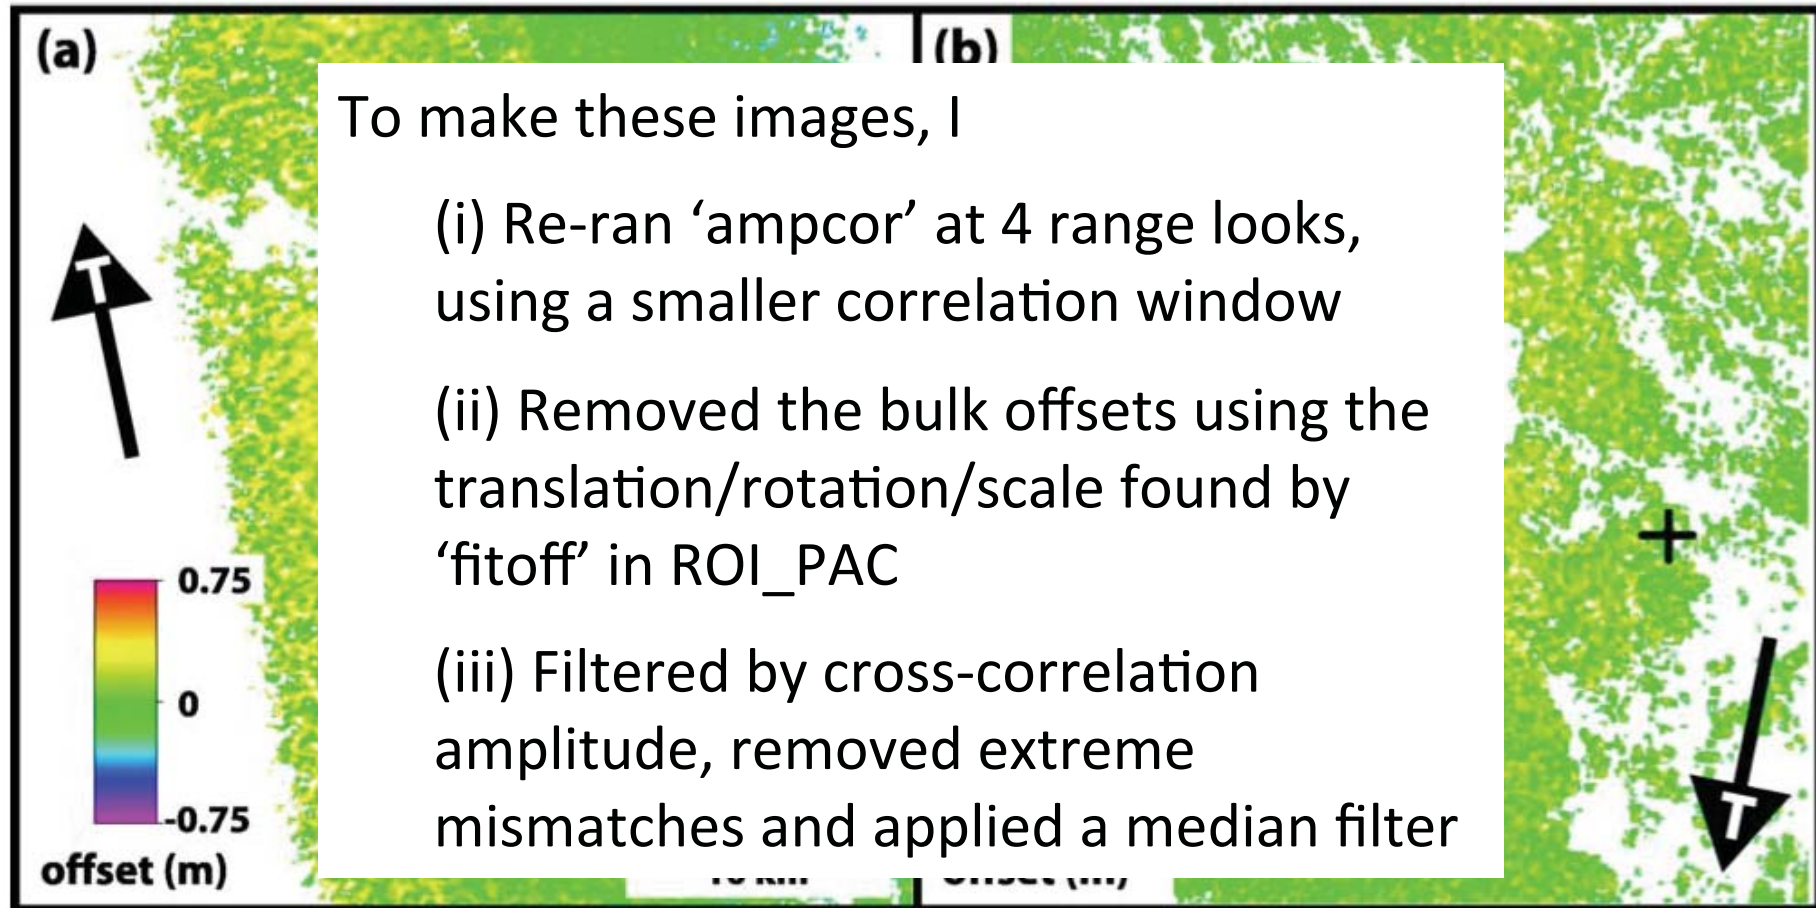 (a)
(b)
To make these images, I
(i) Re-ran ‘ampcor’ at 4 range looks,
using a smaller correlation window
(ii) Removed the bulk offsets using the
translation/rotation/scale found by
‘fitoff’ in ROI_PAC
(iii) Filtered by cross-correlation
amplitude, removed extreme
mismatches and applied a median filter
T
0.75
0
-0.75
offset (m)
T